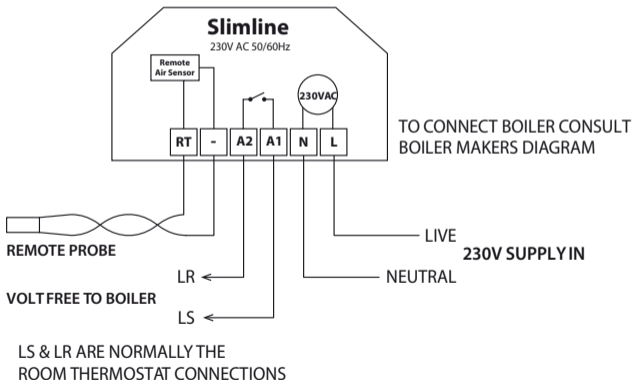 Slimline
230V AC 50/60Hz
Remote
Air Sensor
230VAC
RT - A2 A1 N L
TO CONNECT BOILER CONSULT
BOILER MAKERS DIAGRAM
REMOTE PROBE
LIVE
230V SUPPLY IN
NEUTRAL
LR
VOLT FREE TO BOILER
LS
LS & LR ARE NORMALLY THE
ROOM THERMOSTAT CONNECTIONS